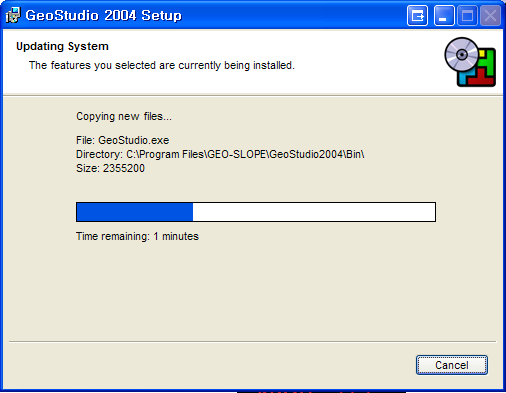 GeoStudio 2004 Setup
Updating System
The features you selected are currently being installed.
Copying new files...
File: GeoStudio.exe
Directory: C:\Program Files\GEO-SLOPE\GeoStudio2004\Bin\
Size: 2355200
Time remaining: 1 minutes
Cancel